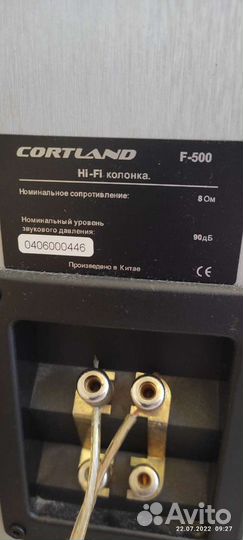 CORTLAND F-500
Hi-Fi колонка.
Номинальное сопротивление: 8 Ом
Номинальный уровень
звукового давления: 90дБ
0406000446
Произведено в Китае CE
Avito
22.07.2022 09:27